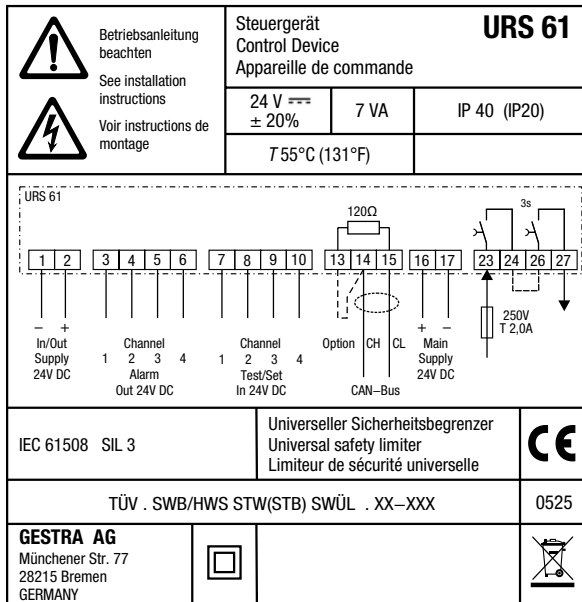 Betriebsanleitung
beachten
See installation
instructions
Voir instructions de
montage
Steuergerät
Control Device
Appareille de commande
URS 61
24 V
± 20%
7 VA
IP 40 (IP20)
T 55°C (131°F)
URS 61
120Ω
3s
1 2 3 4 5 6 7 8 9 10 13 14 15 16 17 23 24 26 27
250V
T 2,0A
– +
In/Out
Supply
24V DC
Channel
1 2 3 4
Alarm
Out 24V DC
Channel
1 2 3 4
Test/Set
In 24V DC
Option CH CL
CAN–Bus
+ –
Main
Supply
24V DC
IEC 61508 SIL 3
Universeller Sicherheitsbegrenzer
Universal safety limiter
Limiteur de sécurité universelle
CE
TÜV . SWB/HWS STW(STB) SWÜL . XX–XXX
0525
GESTRA AG
Münchener Str. 77
28215 Bremen
GERMANY